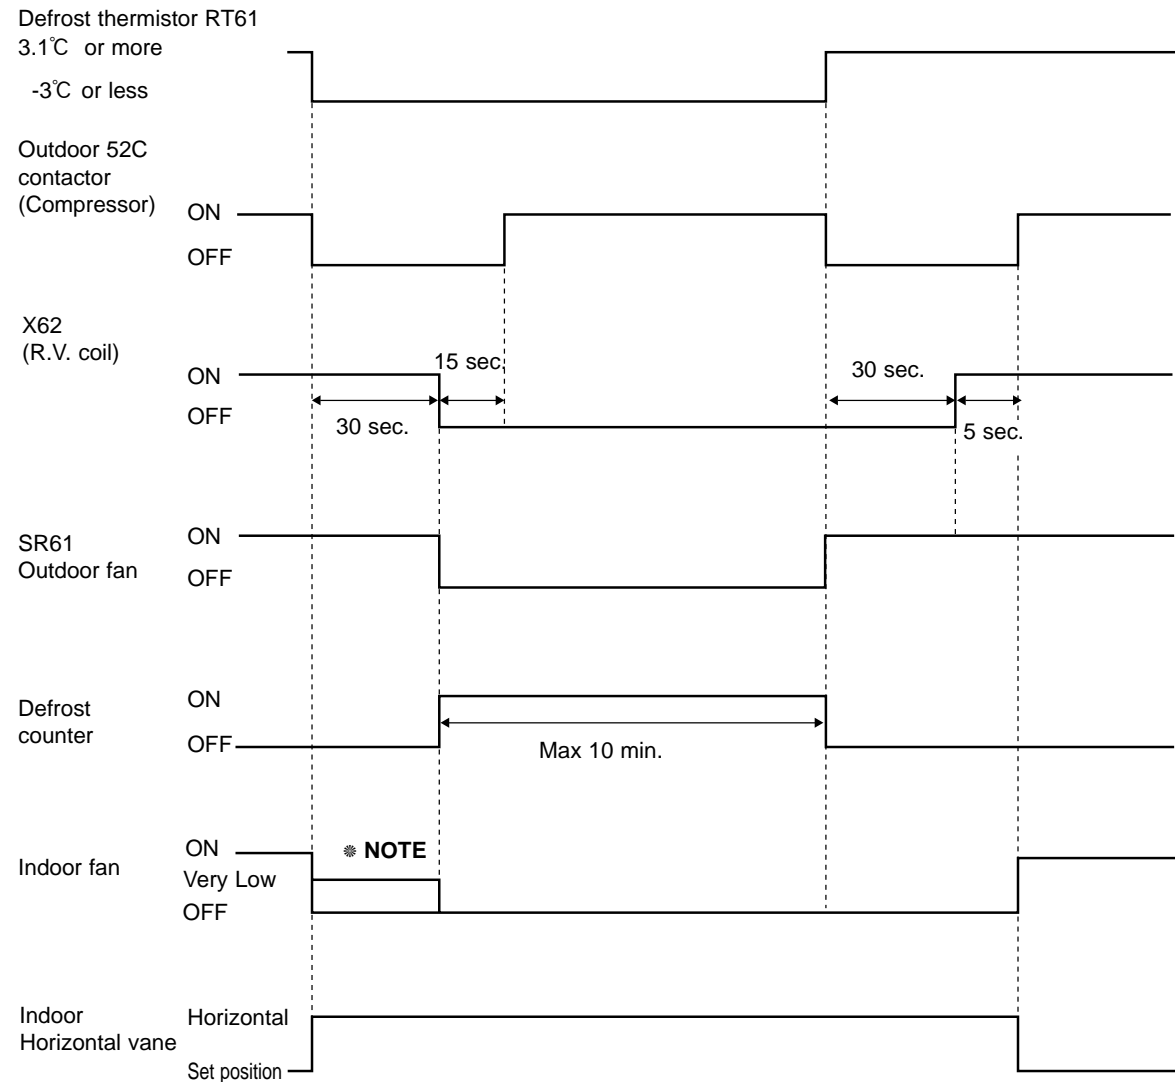 Defrost thermistor RT61
3.1℃ or more
-3℃ or less
Outdoor 52C
contactor
(Compressor)
ON
OFF
X62
(R.V. coil)
ON
OFF
15 sec.
30 sec.
30 sec.
5 sec.
SR61
Outdoor fan
ON
OFF
Defrost
counter
ON
OFF
Max 10 min.
Indoor fan
ON
Very Low
OFF
❋ NOTE
Indoor
Horizontal vane
Horizontal
Set position